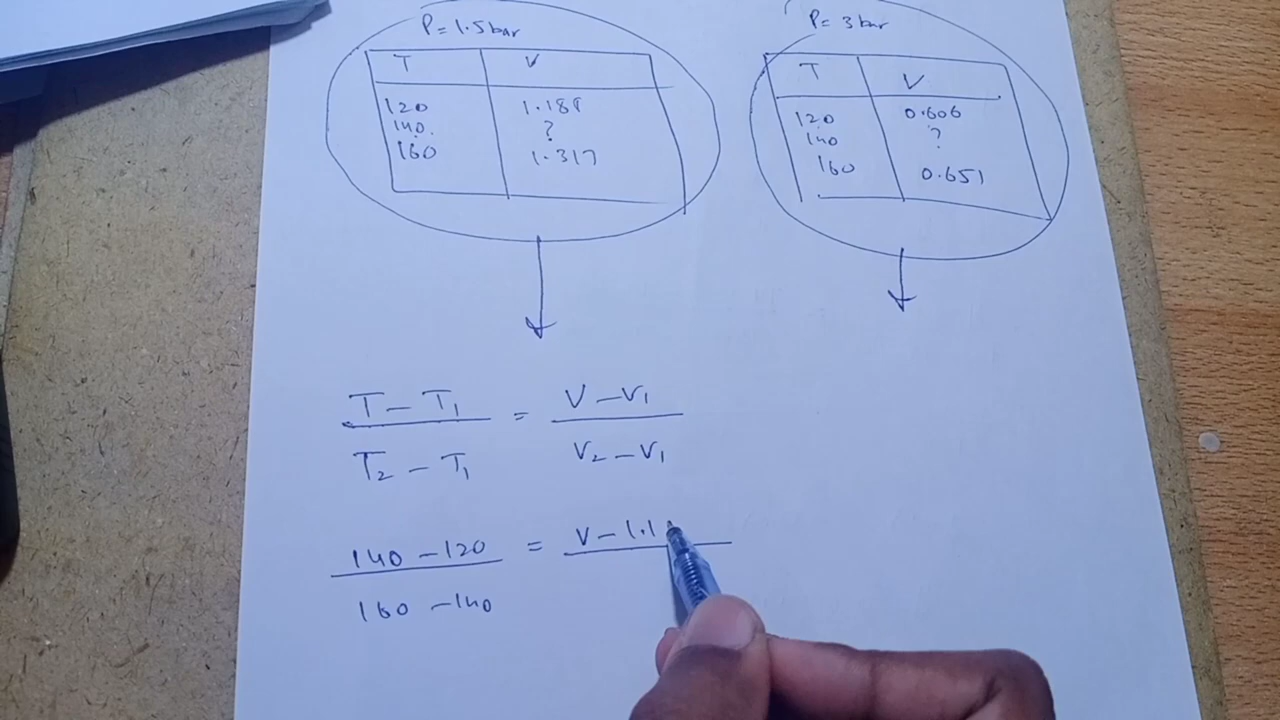 P= 1.5 bar
T V
120 1.188
140. ?
160 1.317
P= 3 bar
T V
120 0.606
140 ?
160 0.651
T - T1 = V - V1
T2 - T1 V2 - V1
140 - 120 = V - 1.1
160 - 140